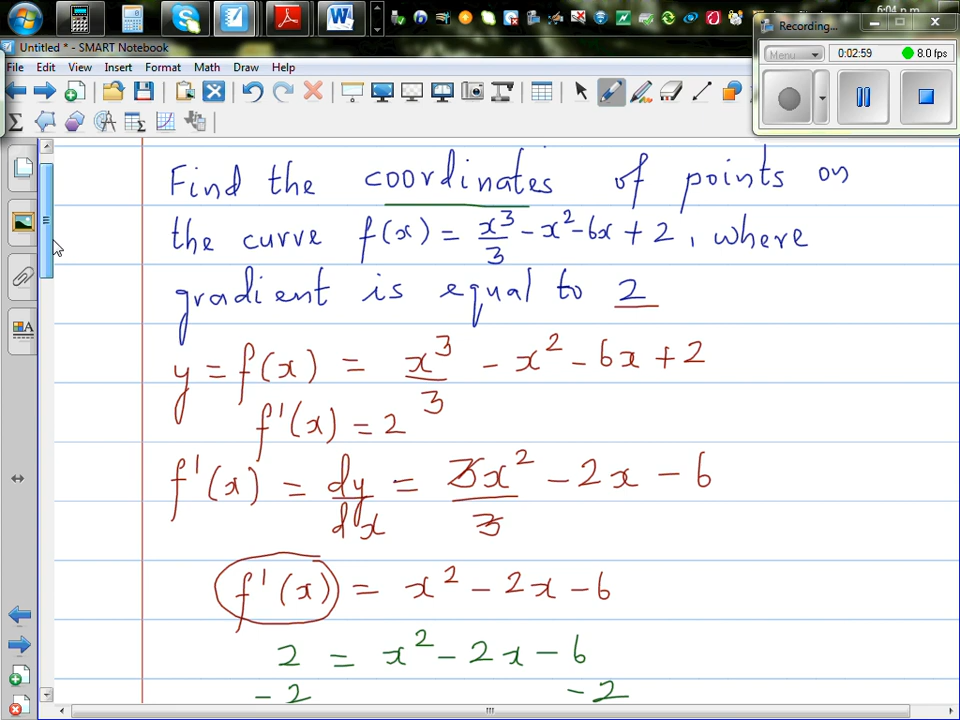 6:04 p.m.
Recording...
Untitled * - SMART Notebook
Menu
0:02:59
8.0 fps
File Edit View Insert Format Math Draw Help
Find the coordinates of points on
the curve f(x) = x³/3 - x² - 6x + 2, where
gradient is equal to 2
y = f(x) = x³/3 - x² - 6x + 2
f'(x) = 2
f'(x) = dy/dx = 3x²/3 - 2x - 6
f'(x) = x² - 2x - 6
2 = x² - 2x - 6
-2 -2